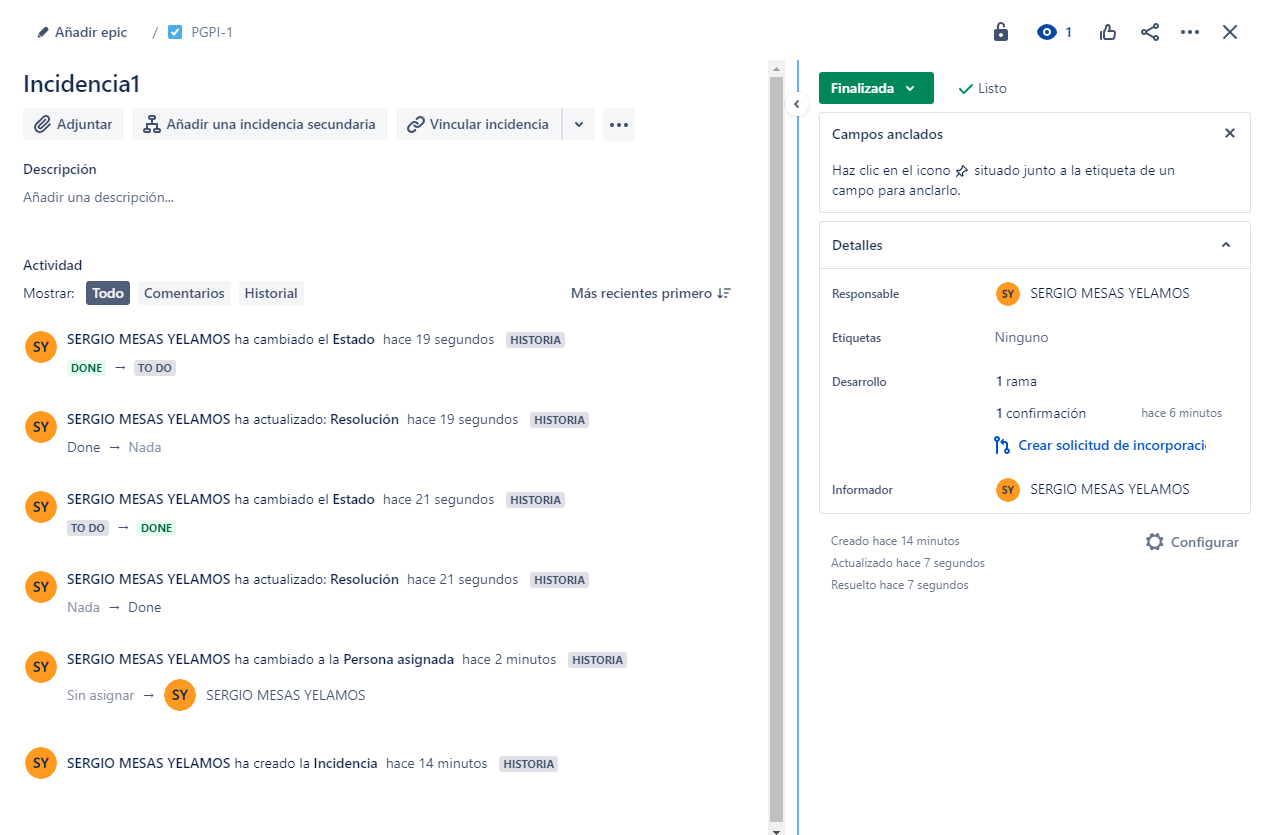 Añadir epic / PGPI-1
1
Incidencia1
Adjuntar Añadir una incidencia secundaria Vincular incidencia
Descripción
Añadir una descripción...
Actividad
Mostrar: Todo Comentarios Historial Más recientes primero
SY SERGIO MESAS YELAMOS ha cambiado el Estado hace 19 segundos HISTORIA
DONE → TO DO
SY SERGIO MESAS YELAMOS ha actualizado: Resolución hace 19 segundos HISTORIA
Done → Nada
SY SERGIO MESAS YELAMOS ha cambiado el Estado hace 21 segundos HISTORIA
TO DO → DONE
SY SERGIO MESAS YELAMOS ha actualizado: Resolución hace 21 segundos HISTORIA
Nada → Done
SY SERGIO MESAS YELAMOS ha cambiado a la Persona asignada hace 2 minutos HISTORIA
Sin asignar → SY SERGIO MESAS YELAMOS
SY SERGIO MESAS YELAMOS ha creado la Incidencia hace 14 minutos HISTORIA
Finalizada Listo
Campos anclados
Haz clic en el icono situado junto a la etiqueta de un
campo para anclarlo.
Detalles
Responsable SY SERGIO MESAS YELAMOS
Etiquetas Ninguno
Desarrollo 1 rama
1 confirmación hace 6 minutos
Crear solicitud de incorporaci
Informador SY SERGIO MESAS YELAMOS
Creado hace 14 minutos Configurar
Actualizado hace 7 segundos
Resuelto hace 7 segundos